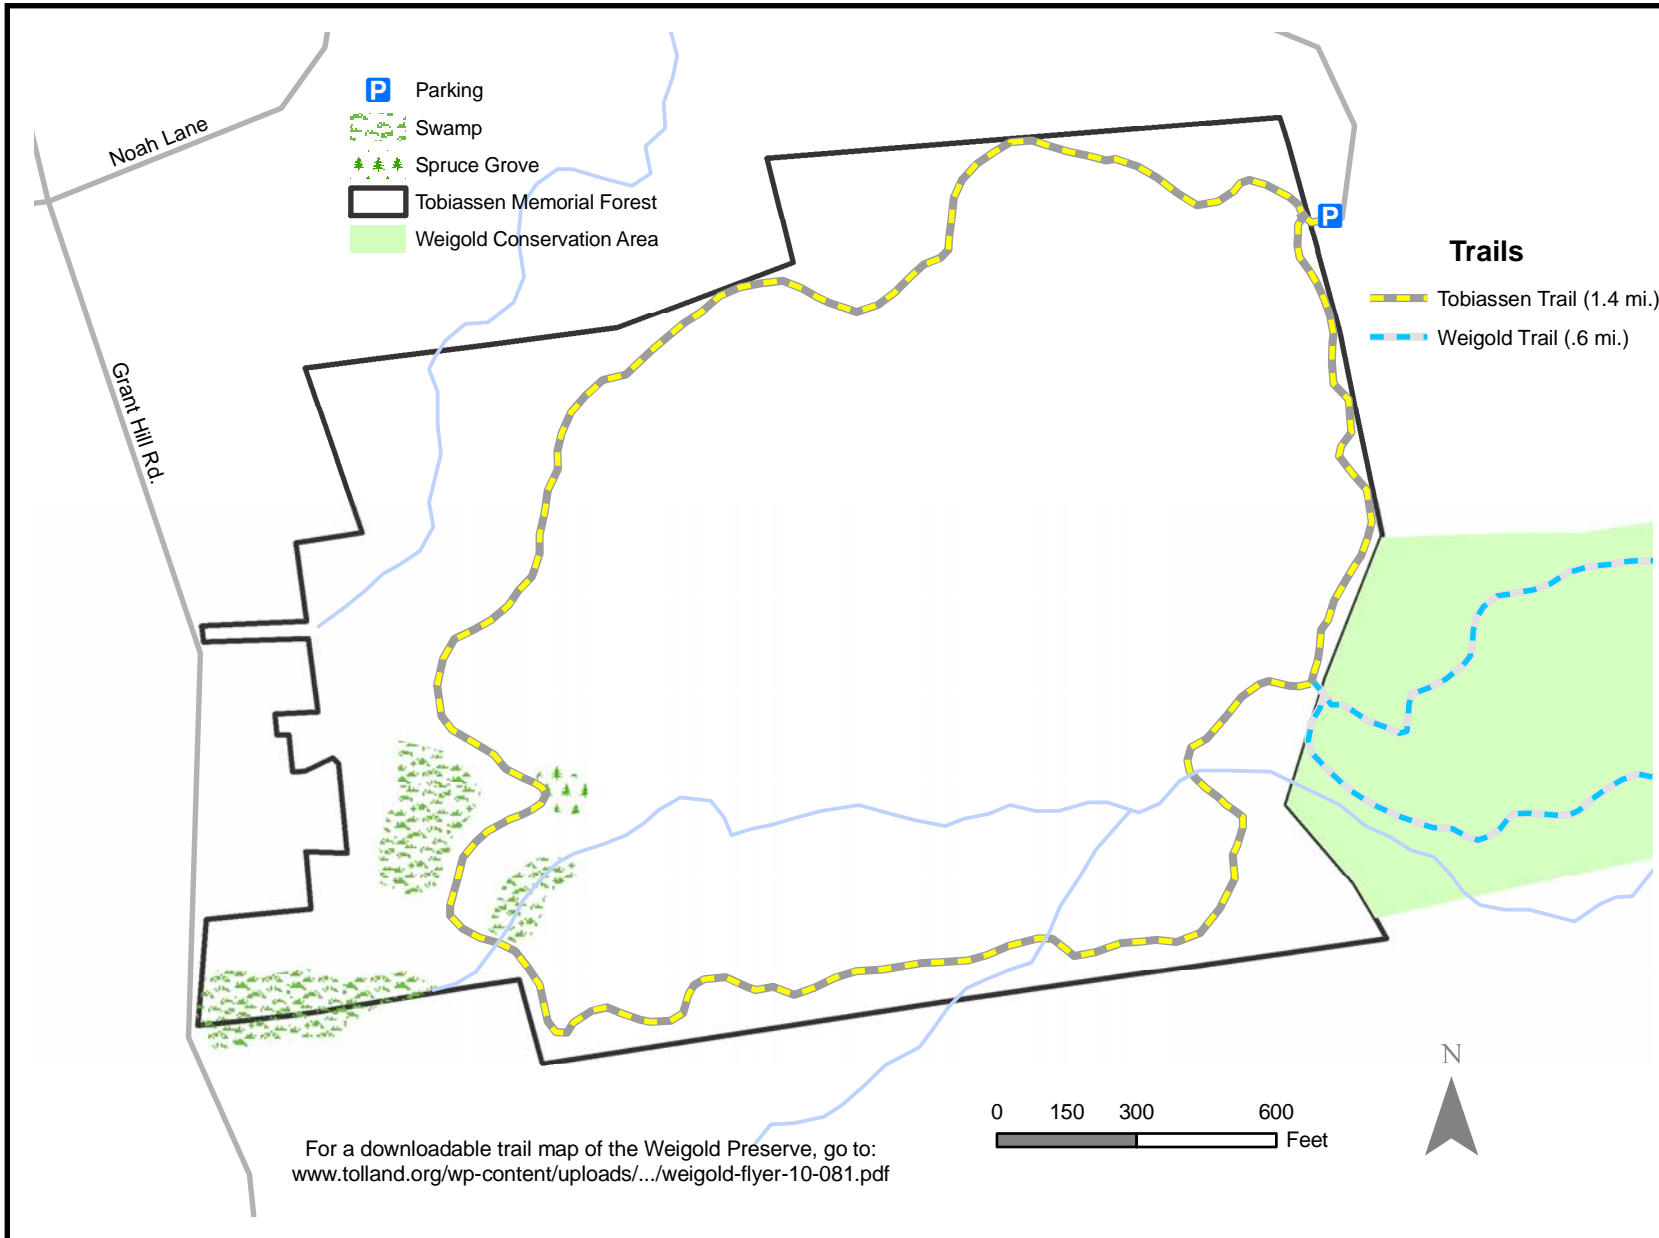 P Parking
Swamp
Spruce Grove
Tobiassen Memorial Forest
Weigold Conservation Area
Noah Lane
Grant Hill Rd.
P
Trails
Tobiassen Trail (1.4 mi.)
Weigold Trail (.6 mi.)
N
0 150 300 600
Feet
For a downloadable trail map of the Weigold Preserve, go to:
www.tolland.org/wp-content/uploads/.../weigold-flyer-10-081.pdf